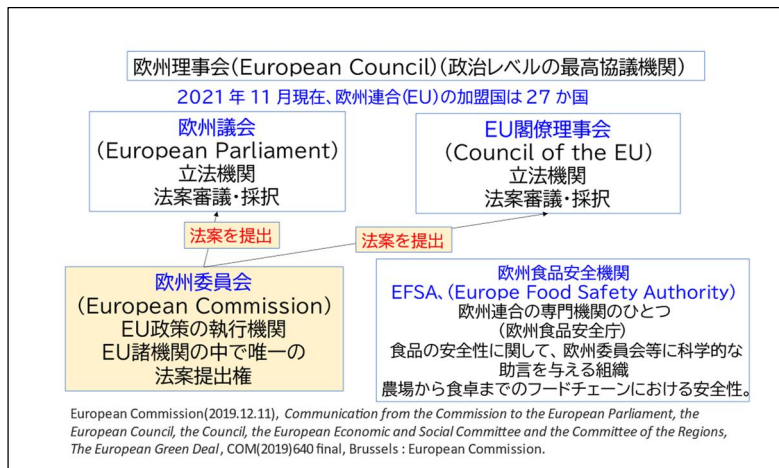 欧州理事会(European Council)(政治レベルの最高協議機関)
2021年11月現在、欧州連合(EU)の加盟国は27か国
欧州議会
(European Parliament)
立法機関
法案審議・採択
EU閣僚理事会
(Council of the EU)
立法機関
法案審議・採択
法案を提出
法案を提出
欧州委員会
(European Commission)
EU政策の執行機関
EU諸機関の中で唯一の
法案提出権
欧州食品安全機関
EFSA、(Europe Food Safety Authority)
欧州連合の専門機関のひとつ
(欧州食品安全庁)
食品の安全性に関して、欧州委員会等に科学的な
助言を与える組織
農場から食卓までのフードチェーンにおける安全性。
European Commission(2019.12.11), Communication from the Commission to the European Parliament, the
European Council, the Council, the European Economic and Social Committee and the Committee of the Regions,
The European Green Deal, COM(2019)640 final, Brussels : European Commission.